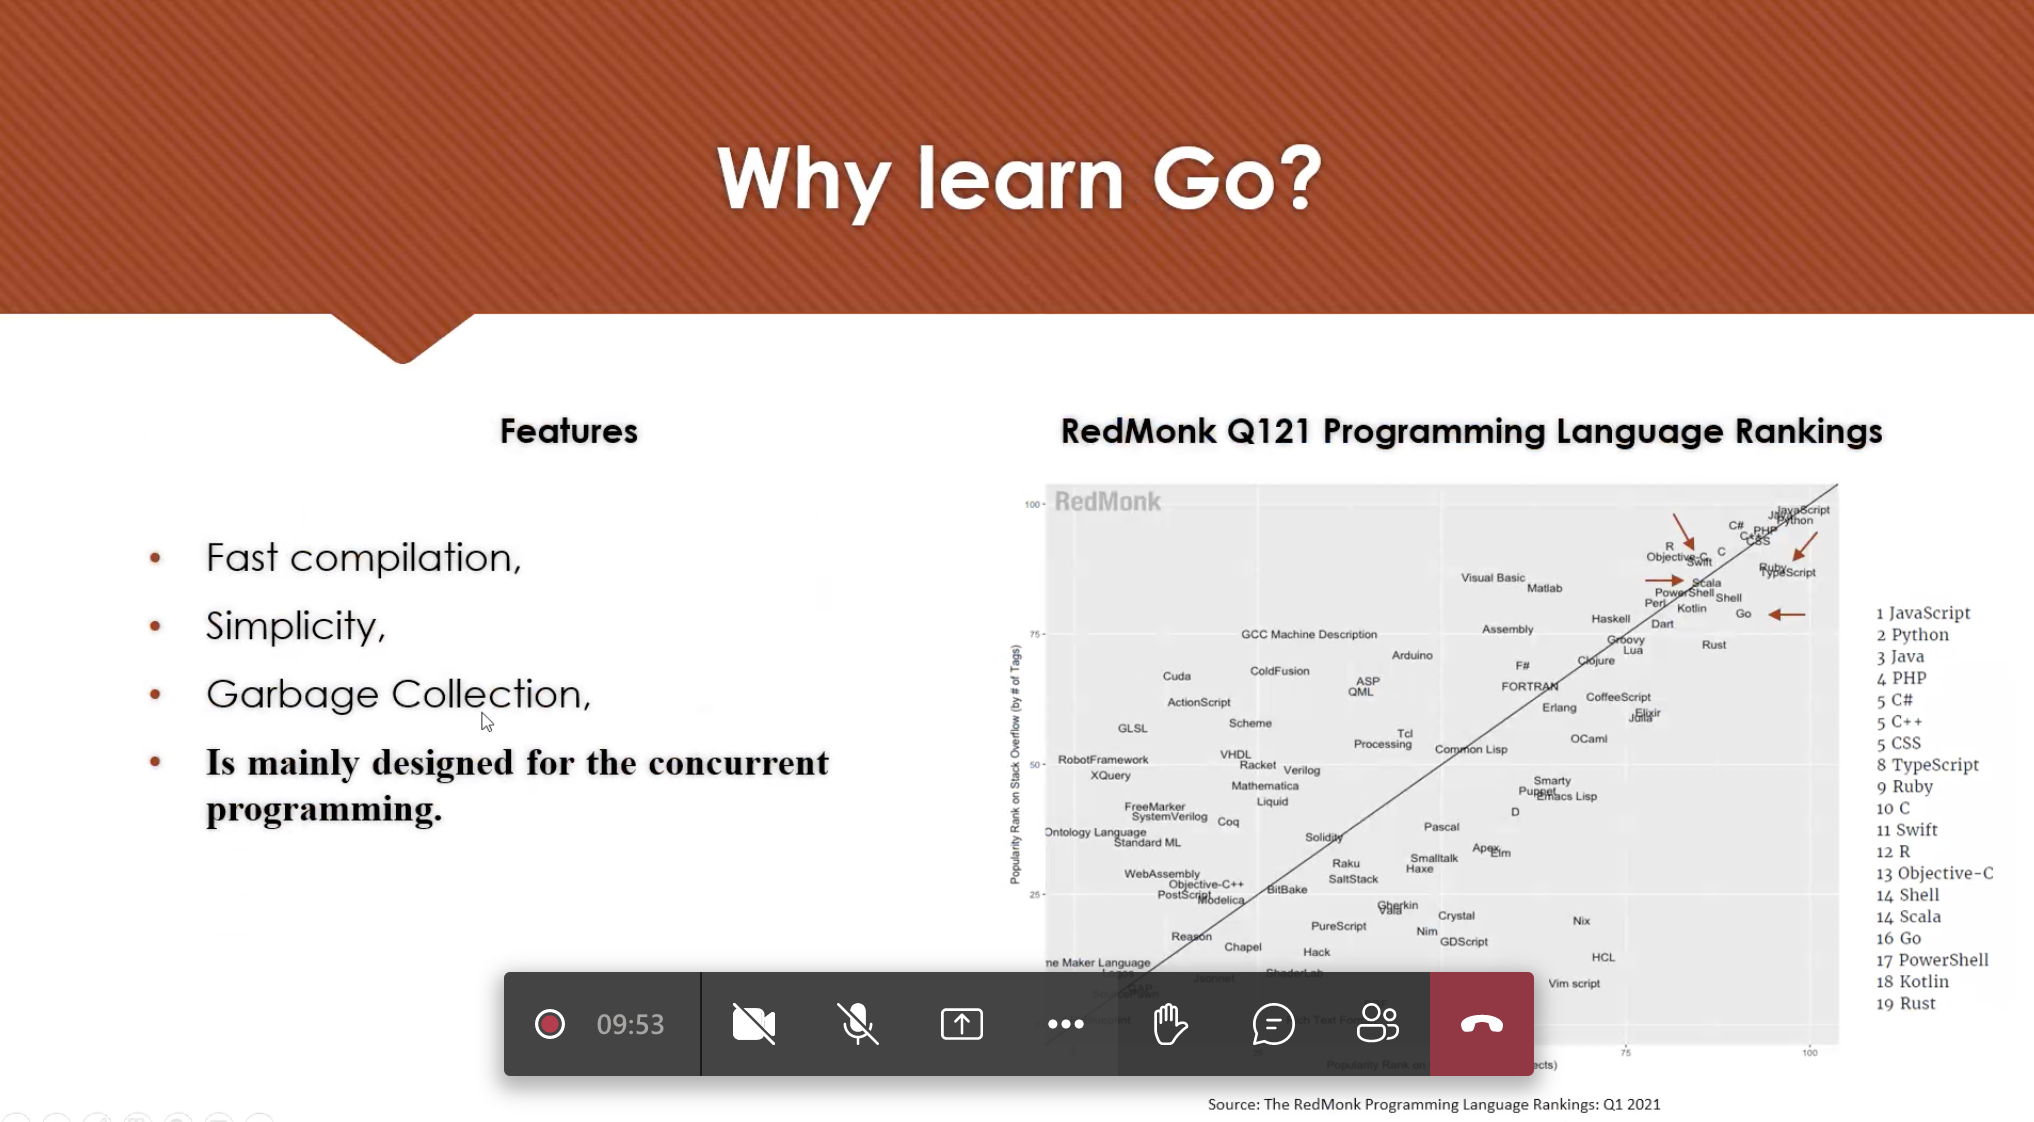 Why learn Go?
Features
Fast compilation,
Simplicity,
Garbage Collection,
Is mainly designed for the concurrent
programming.
RedMonk Q121 Programming Language Rankings
RedMonk
Popularity Rank on Stack Overflow (by # of Tags)
100
75
50
25
JavaScript
Java
Python
C#
PHP
C++
CSS
R
C
Objective-C
Swift
Ruby
TypeScript
Visual Basic
Matlab
Scala
PowerShell
Shell
Perl
Kotlin
Go
Haskell
Dart
Assembly
GCC Machine Description
Groovy
Rust
Lua
Arduino
Clojure
F#
ColdFusion
Cuda
ASP
QML
FORTRAN
CoffeeScript
ActionScript
Erlang
Elixir
Julia
Scheme
GLSL
Tcl
Processing
OCaml
Common Lisp
VHDL
RobotFramework
Racket
Verilog
XQuery
Smarty
Mathematica
Puppet
Emacs Lisp
Liquid
FreeMarker
D
SystemVerilog
Coq
Pascal
Ontology Language
Solidity
Standard ML
Apex
Elm
Smalltalk
Raku
Haxe
WebAssembly
SaltStack
Objective-C++
BitBake
PostScript
Modelica
Gherkin
Vala
Crystal
Nix
PureScript
Nim
Reason
GDScript
Chapel
Hack
HCL
me Maker Language
Jsonnet
ShaderLab
Vim script
75
100
Popularity Rank on
ects)
1 JavaScript
2 Python
3 Java
4 PHP
5 C#
5 C++
5 CSS
8 TypeScript
9 Ruby
10 C
11 Swift
12 R
13 Objective-C
14 Shell
14 Scala
16 Go
17 PowerShell
18 Kotlin
19 Rust
09:53
Source: The RedMonk Programming Language Rankings: Q1 2021